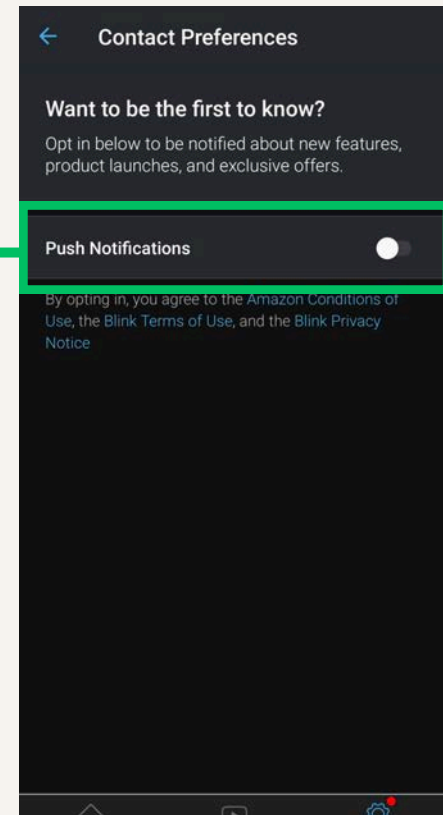 Contact Preferences
Want to be the first to know?
Opt in below to be notified about new features,
product launches, and exclusive offers.
Push Notifications
By opting in, you agree to the Amazon Conditions of
Use, the Blink Terms of Use, and the Blink Privacy
Notice